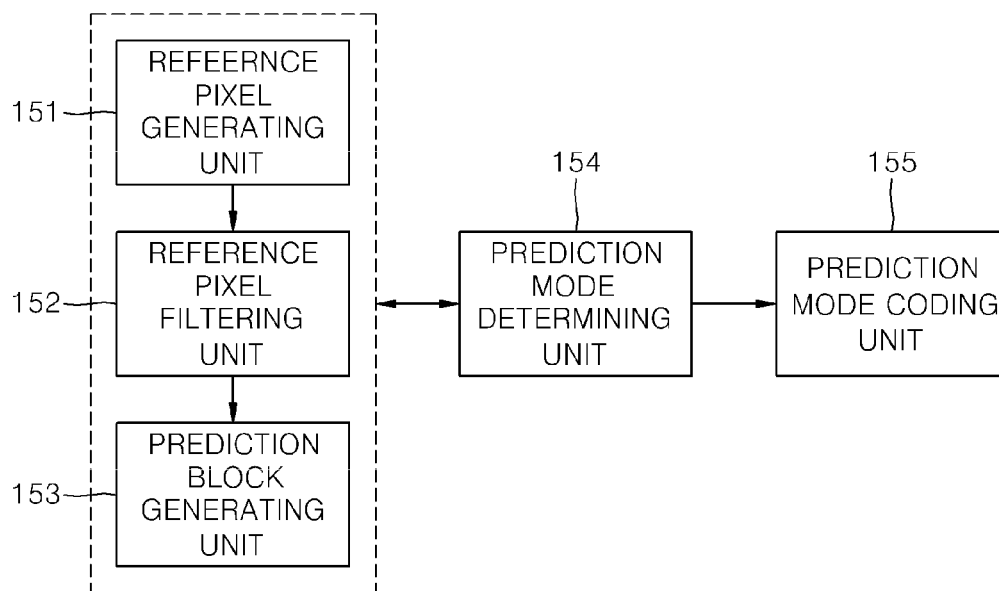 151
REFEERNCE
PIXEL
GENERATING
UNIT
152
REFERENCE
PIXEL
FILTERING
UNIT
153
PREDICTION
BLOCK
GENERATING
UNIT
154
PREDICTION
MODE
DETERMINING
UNIT
155
PREDICTION
MODE CODING
UNIT